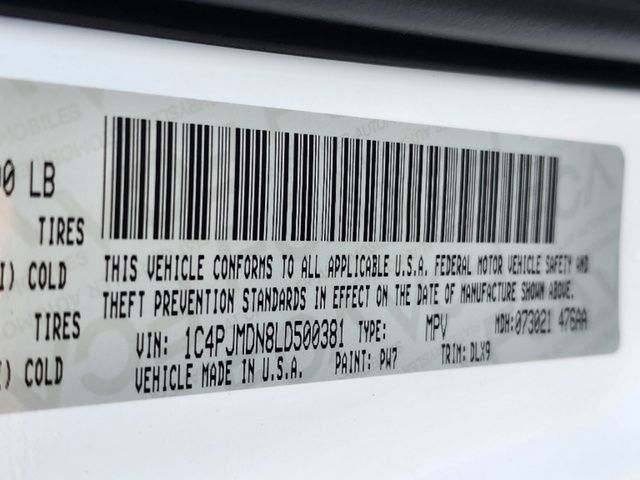 00 LB
TIRES
I) COLD
TIRES
I) COLD
THIS VEHICLE CONFORMS TO ALL APPLICABLE U.S.A. FEDERAL MOTOR VEHICLE SAFETY AND
THEFT PREVENTION STANDARDS IN EFFECT ON THE DATE OF MANUFACTURE SHOWN ABOVE.
VIN: 1C4PJMDN8LD500381 TYPE: MPV MDH:073021 476AA
VEHICLE MADE IN U.S.A. PAINT: PW7 TRIM: DLX9